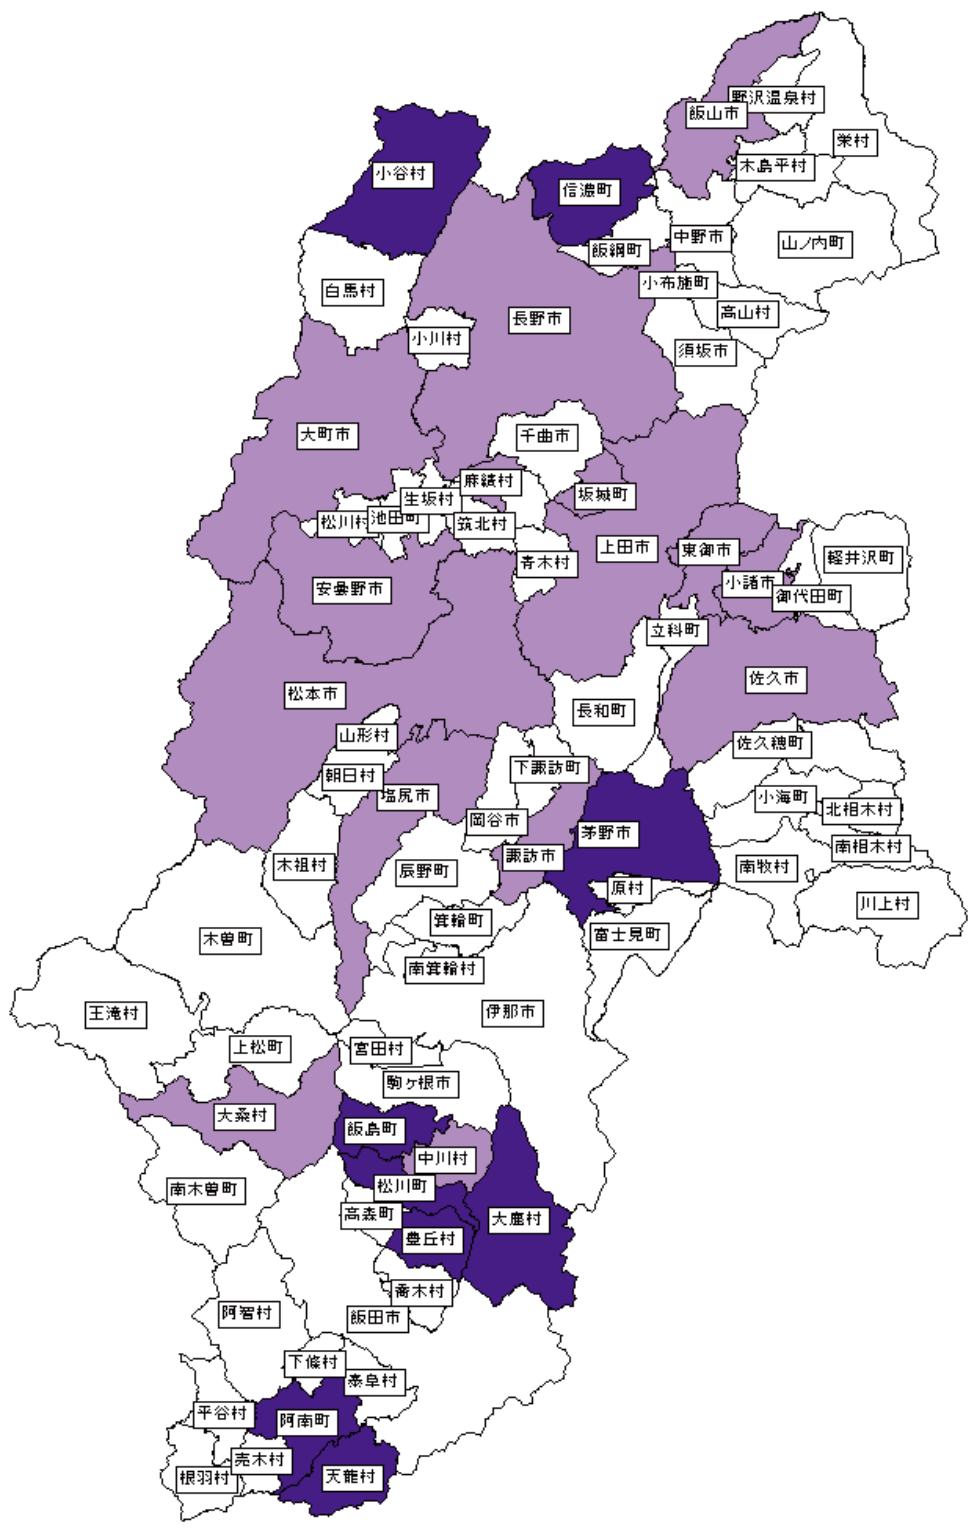 野沢温泉村
飯山市
栄村
木島平村
小谷村
信濃町
中野市
山ノ内町
飯綱町
小布施町
白馬村
高山村
長野市
小川村
須坂市
大町市
千曲市
麻績村
坂城町
生坂村
池田町
松川村
筑北村
上田市
東御市
青木村
軽井沢町
小諸市
安曇野市
御代田町
立科町
佐久市
松本市
長和町
山形村
佐久穂町
下諏訪町
朝日村
塩尻市
小海町
北相木村
岡谷市
茅野市
南相木村
諏訪市
木祖村
辰野町
南牧村
原村
川上村
箕輪町
富士見町
木曽町
南箕輪村
伊那市
王滝村
上松町
宮田村
駒ヶ根市
大桑村
飯島町
中川村
松川町
南木曽町
高森町
大鹿村
豊丘村
喬木村
阿智村
飯田市
下條村
泰阜村
平谷村
阿南町
売木村
根羽村
天龍村